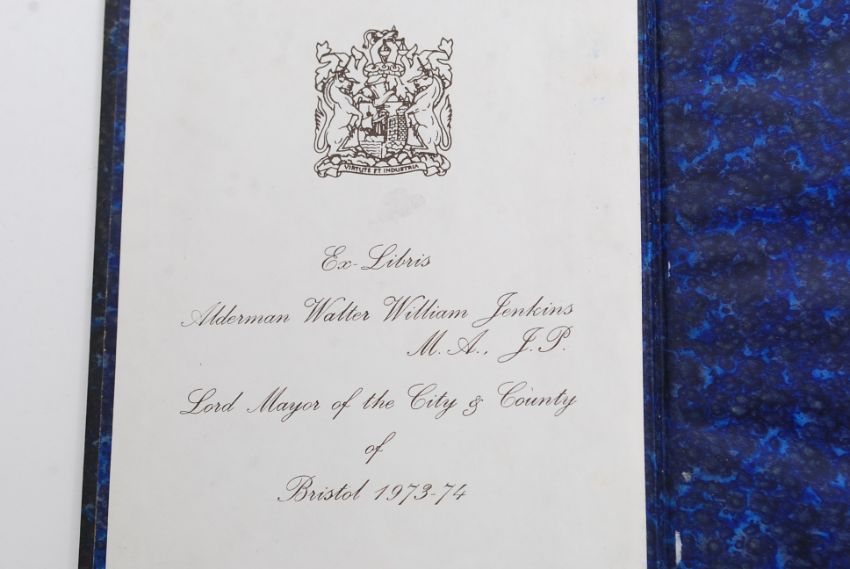 VIRTUTE ET INDUSTRIA
Ex-Libris
Alderman Walter William Jenkins
M. A., J. P.
Lord Mayor of the City & County
of
Bristol 1973-74